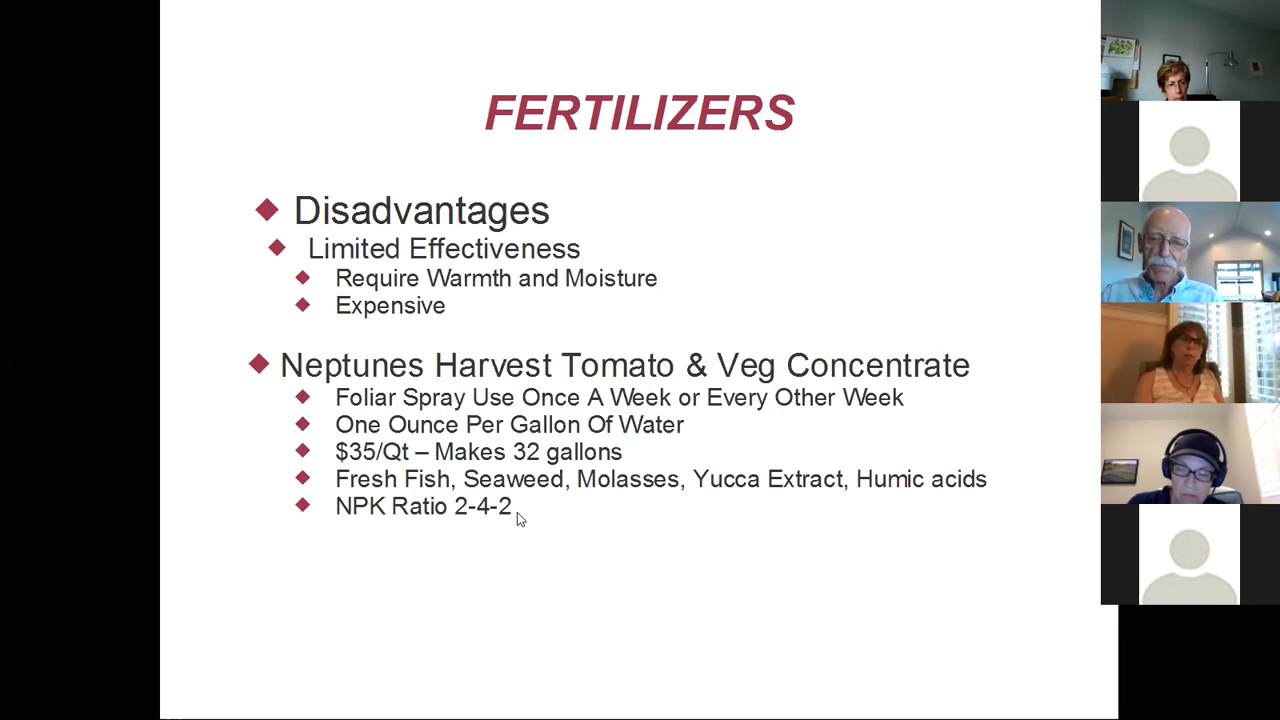 FERTILIZERS
Disadvantages
Limited Effectiveness
Require Warmth and Moisture
Expensive
Neptunes Harvest Tomato & Veg Concentrate
Foliar Spray Use Once A Week or Every Other Week
One Ounce Per Gallon Of Water
$35/Qt – Makes 32 gallons
Fresh Fish, Seaweed, Molasses, Yucca Extract, Humic acids
NPK Ratio 2-4-2